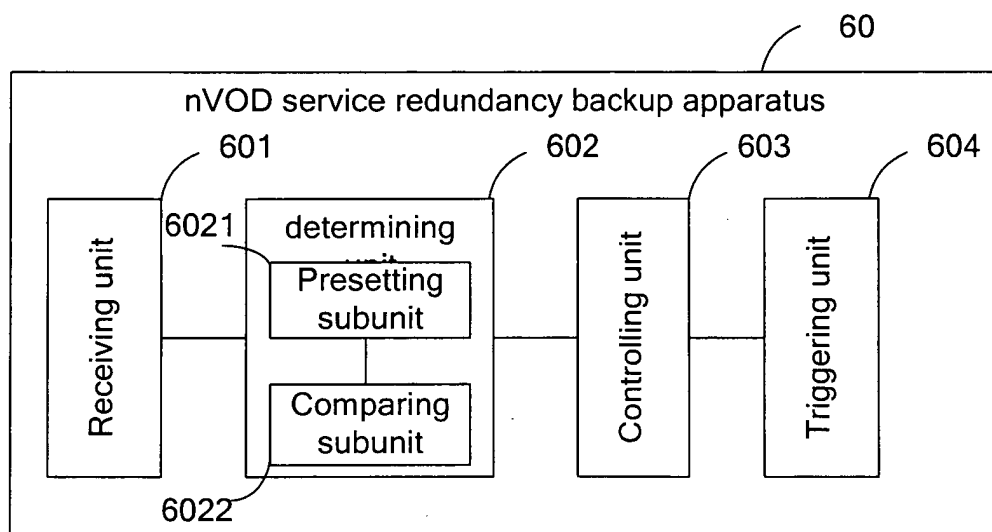 60
nVOD service redundancy backup apparatus
601
602
603
604
Receiving unit
6021
determining
unit
Presetting
subunit
Comparing
subunit
6022
Controlling unit
Triggering unit